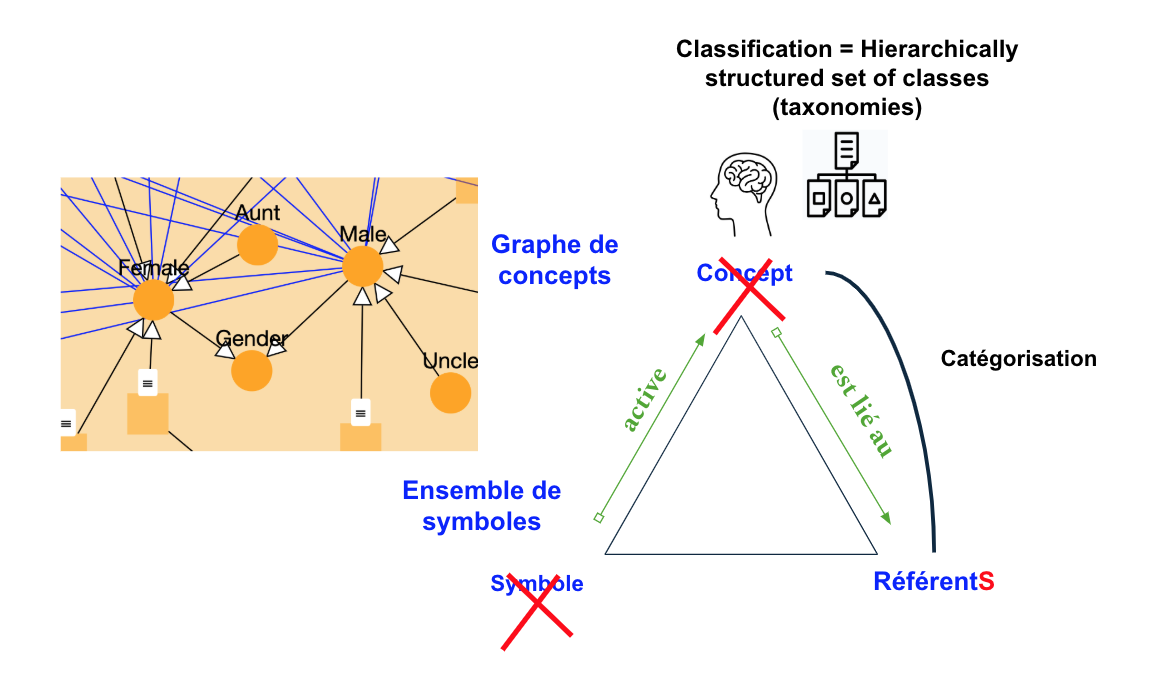 Classification = Hierarchically
structured set of classes
(taxonomies)
Aunt
Male
Female
Gender
Uncle
Graphe de
concepts
Concept
Catégorisation
active
est lié au
Ensemble de
symboles
Symbole
RéférentS